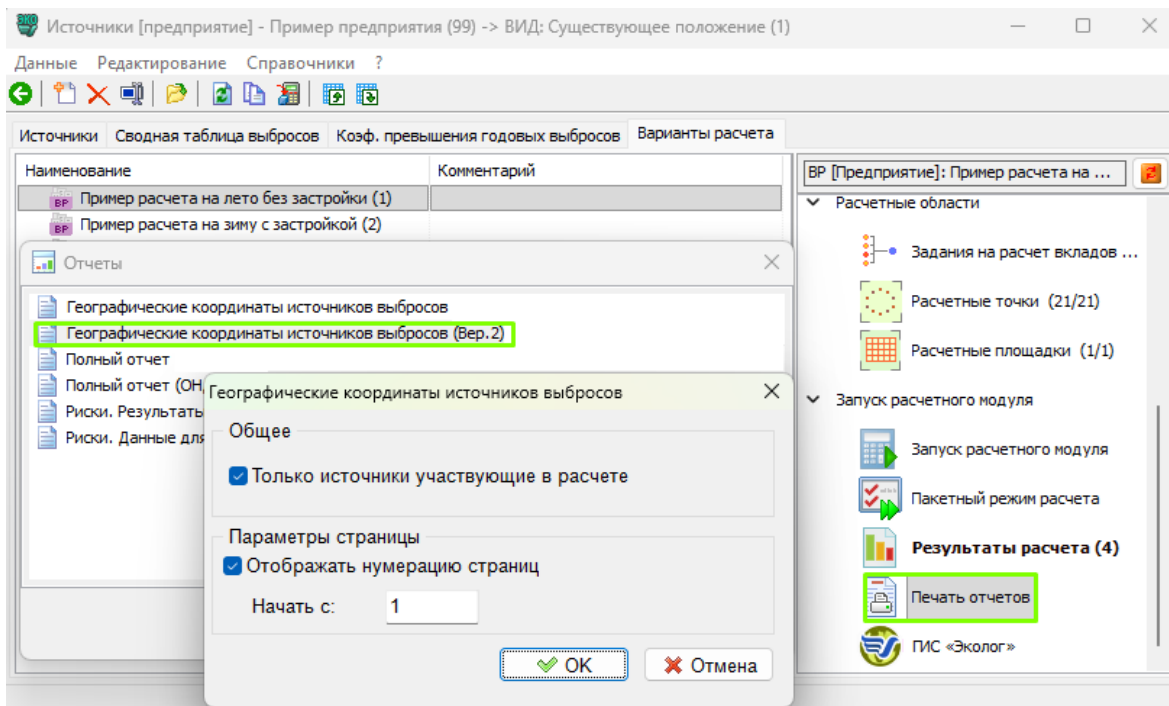 Источники [предприятие] - Пример предприятия (99) -> ВИД: Существующее положение (1)
Данные Редактирование Справочники ?
Источники Сводная таблица выбросов Коэф. превышения годовых выбросов Варианты расчета
Наименование Комментарий
ВР Пример расчета на лето без застройки (1)
ВР Пример расчета на зиму с застройкой (2)
Отчеты
Географические координаты источников выбросов
Географические координаты источников выбросов (Вер.2)
Полный отчет
Полный отчет (ОН
Риски. Результаты
Риски. Данные для
Географические координаты источников выбросов
Общее
Только источники участвующие в расчете
Параметры страницы
Отображать нумерацию страниц
Начать с: 1
OK Отмена
ВР [Предприятие]: Пример расчета на ...
Расчетные области
Задания на расчет вкладов ...
Расчетные точки (21/21)
Расчетные площадки (1/1)
Запуск расчетного модуля
Запуск расчетного модуля
Пакетный режим расчета
Результаты расчета (4)
Печать отчетов
ГИС «Эколог»